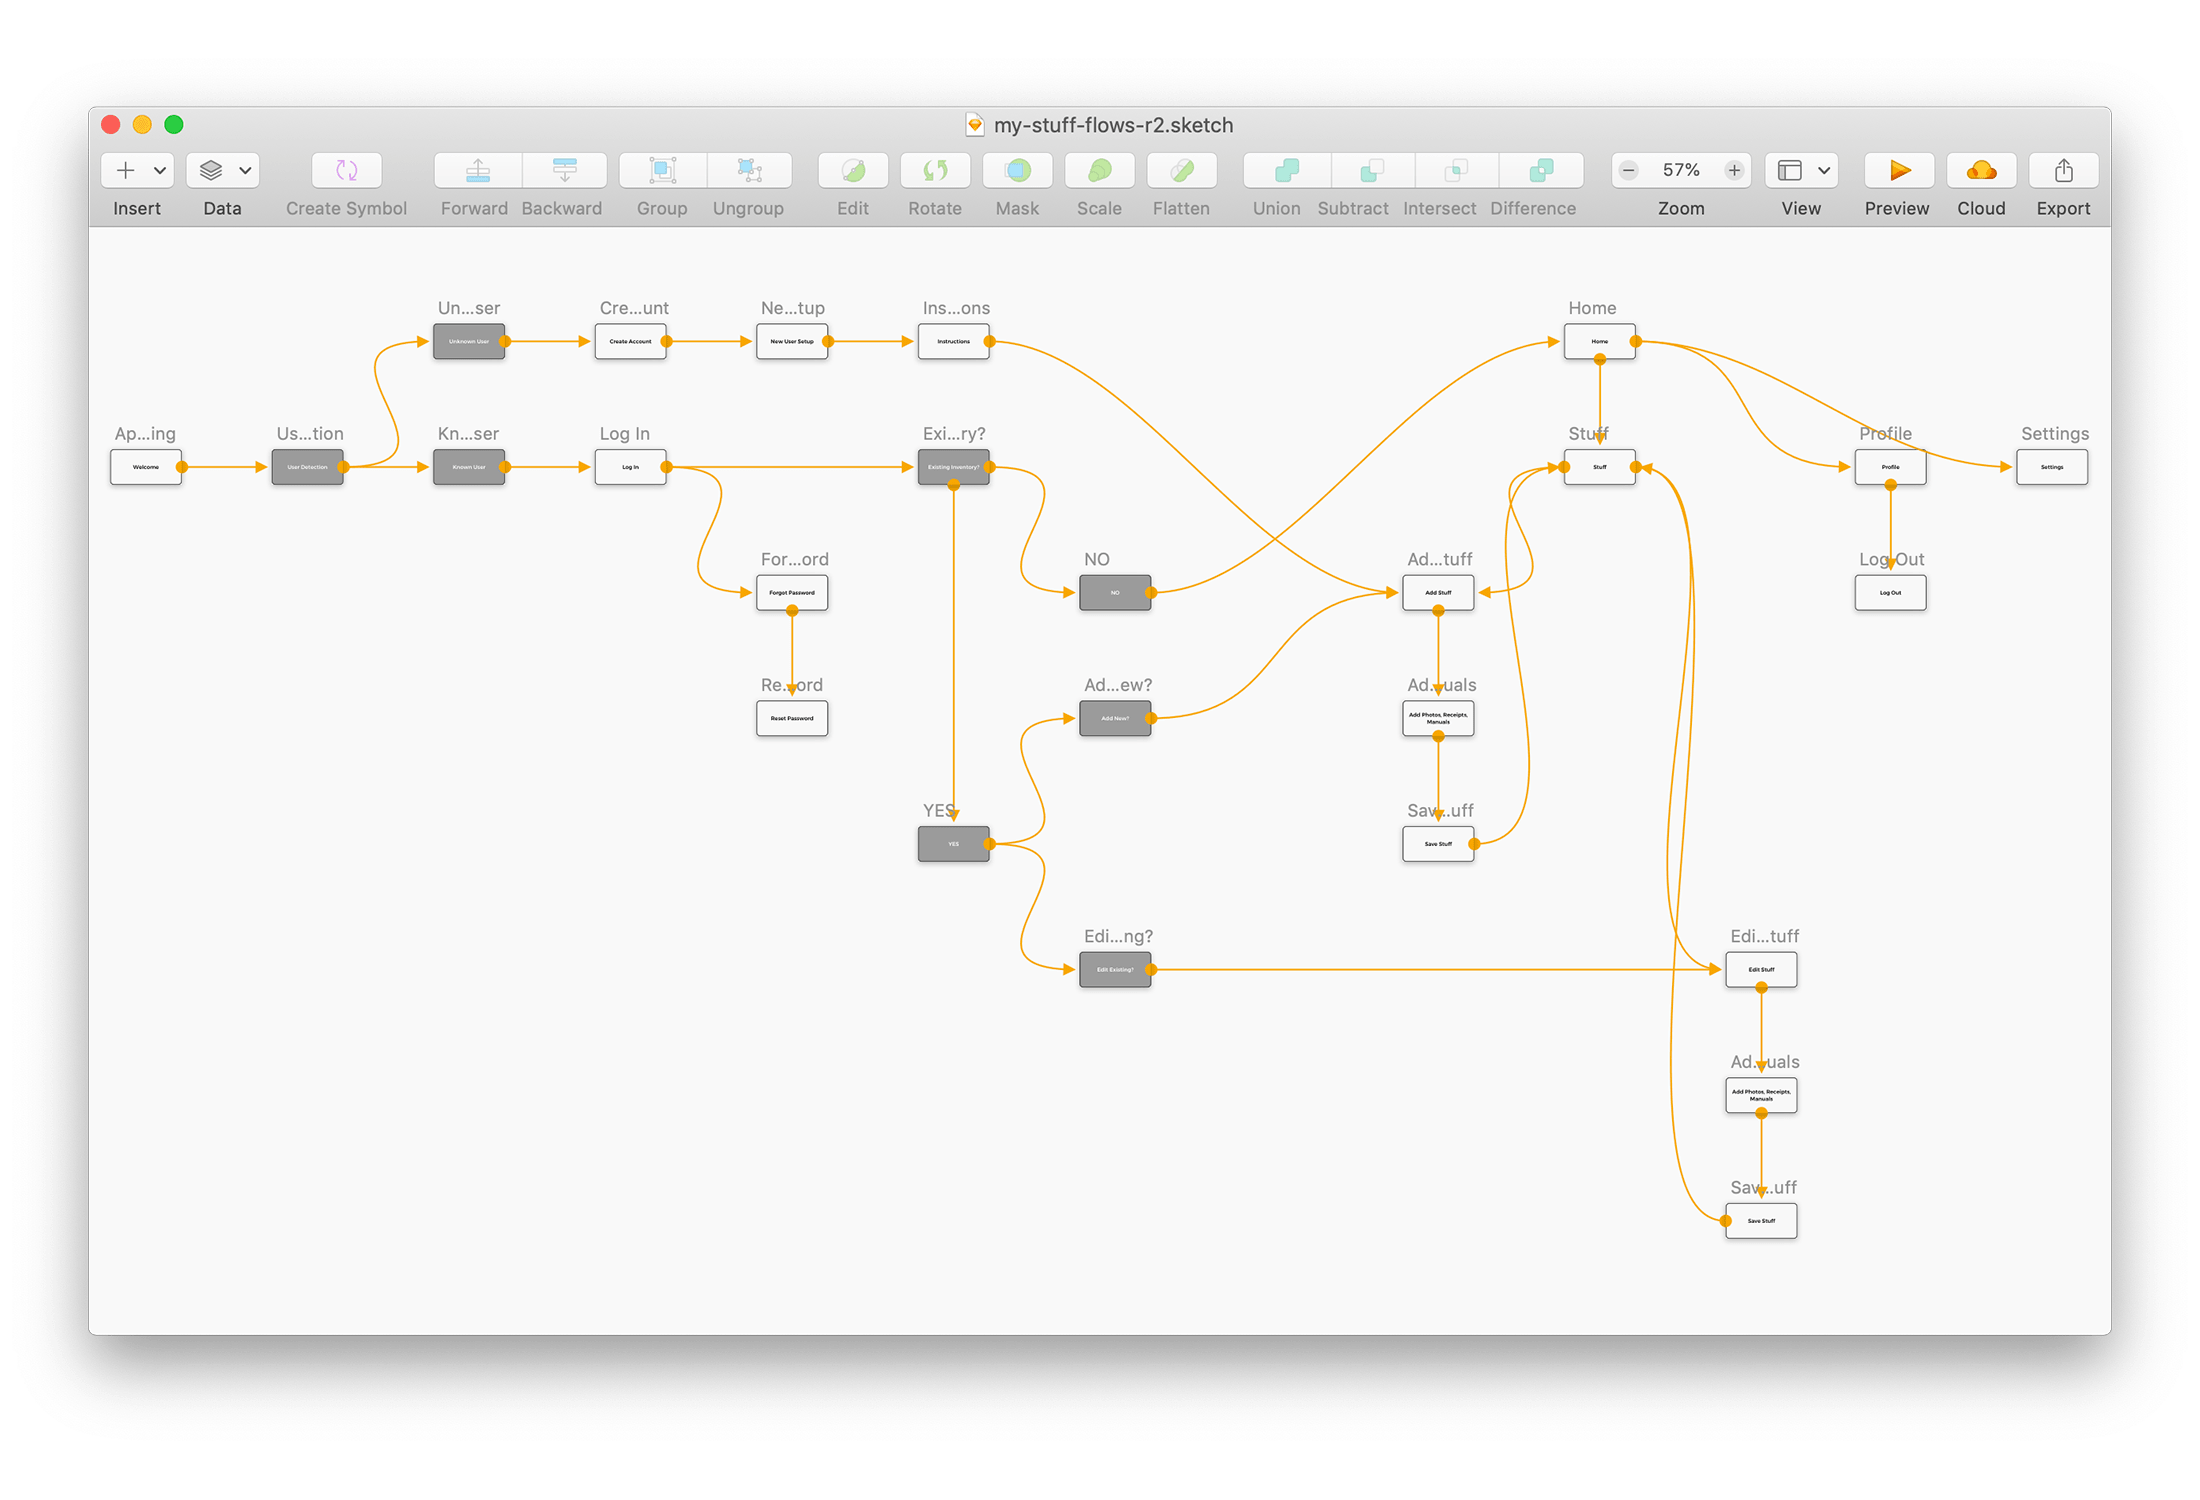 my-stuff-flows-r2.sketch
57%
Insert
Data
Create Symbol
Forward
Backward
Group
Ungroup
Edit
Rotate
Mask
Scale
Flatten
Union
Subtract
Intersect
Difference
Zoom
View
Preview
Cloud
Export
Un...ser
Cre...unt
Ne...tup
Ins...ons
Home
Unknown User
Create Account
New User Setup
Instructions
Home
Ap...ing
Us...tion
Kn...ser
Log In
Exi...ry?
Stuff
Profile
Settings
Welcome
User Detection
Known User
Log In
Existing Inventory?
Stuff
Profile
Settings
For...ord
NO
Ad...tuff
Log Out
Forgot Password
NO
Add Stuff
Log Out
Re...ord
Ad...ew?
Ad...uals
Reset Password
Add New?
Add Photos, Receipts,
Manuals
YES
Sav...uff
YES
Save Stuff
Edi...ng?
Edi...tuff
Edit Existing?
Edit Stuff
Ad...uals
Add Photos, Receipts,
Manuals
Sav...uff
Save Stuff